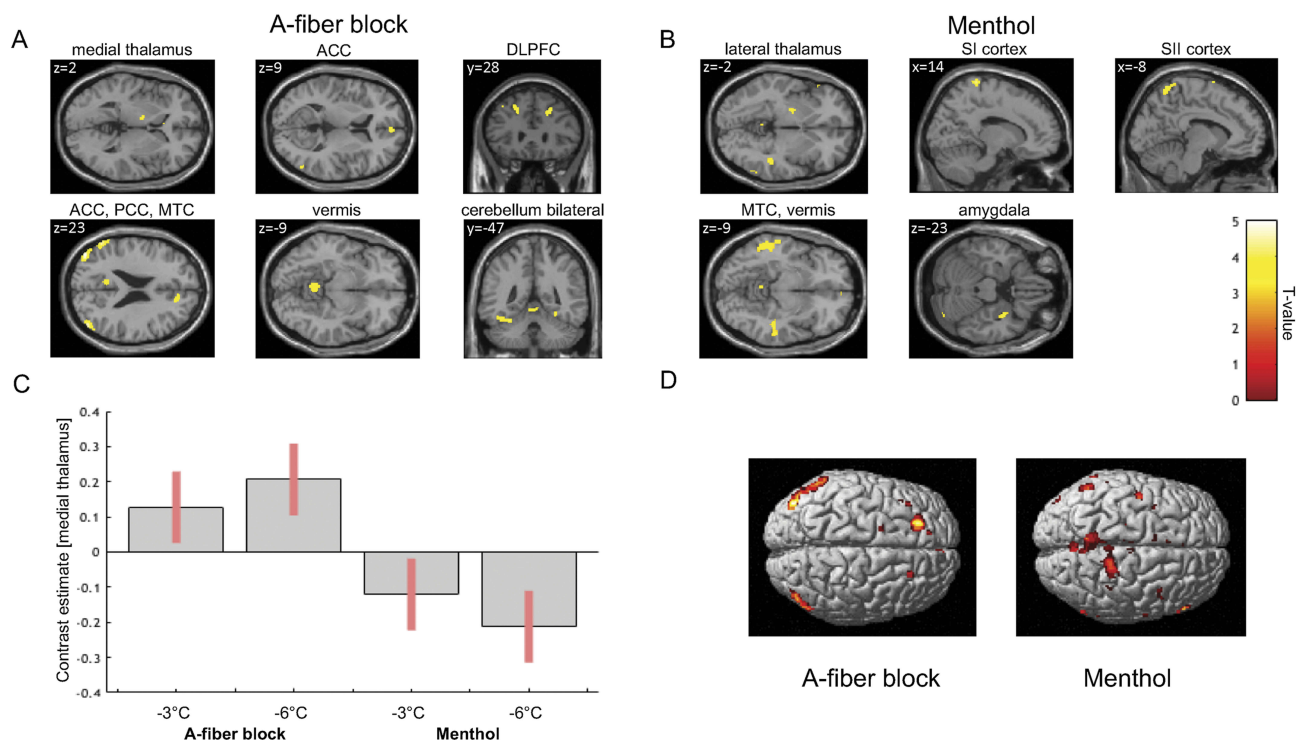 A-fiber block
Menthol
A
medial thalamus
z=2
ACC
z=9
DLPFC
y=28
ACC, PCC, MTC
z=23
vermis
z=-9
cerebellum bilateral
y=-47
B
lateral thalamus
z=-2
SI cortex
x=14
SII cortex
x=-8
MTC, vermis
z=-9
amygdala
z=-23
5
4
3
2
1
0
T-value
C
Contrast estimate [medial thalamus]
0.4
0.3
0.2
0.1
0
-0.1
-0.2
-0.3
-0.4
-3°C
-6°C
-3°C
-6°C
A-fiber block
Menthol
D
A-fiber block
Menthol